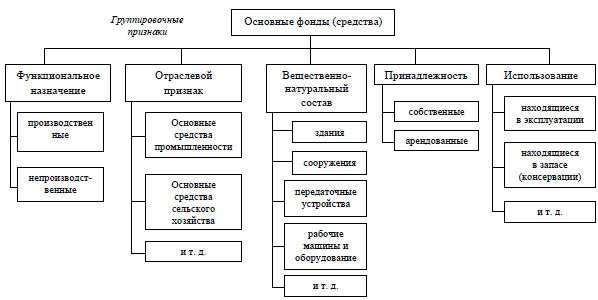 Группировочные
признаки
Основные фонды (средства)
Функциональное
назначение
производствен
ные
непроизводст-
венные
Отраслевой
признак
Основные
средства
промышленности
Основные
средства
сельского
хозяйства
и т. д.
Вещественно-
натуральный
состав
здания
сооружения
передаточные
устройства
рабочие
машины и
оборудование
и т. д.
Принадлежность
собственные
арендованные
Использование
находящиеся
в эксплуатации
находящиеся
в запасе
(консервации)
и т. д.